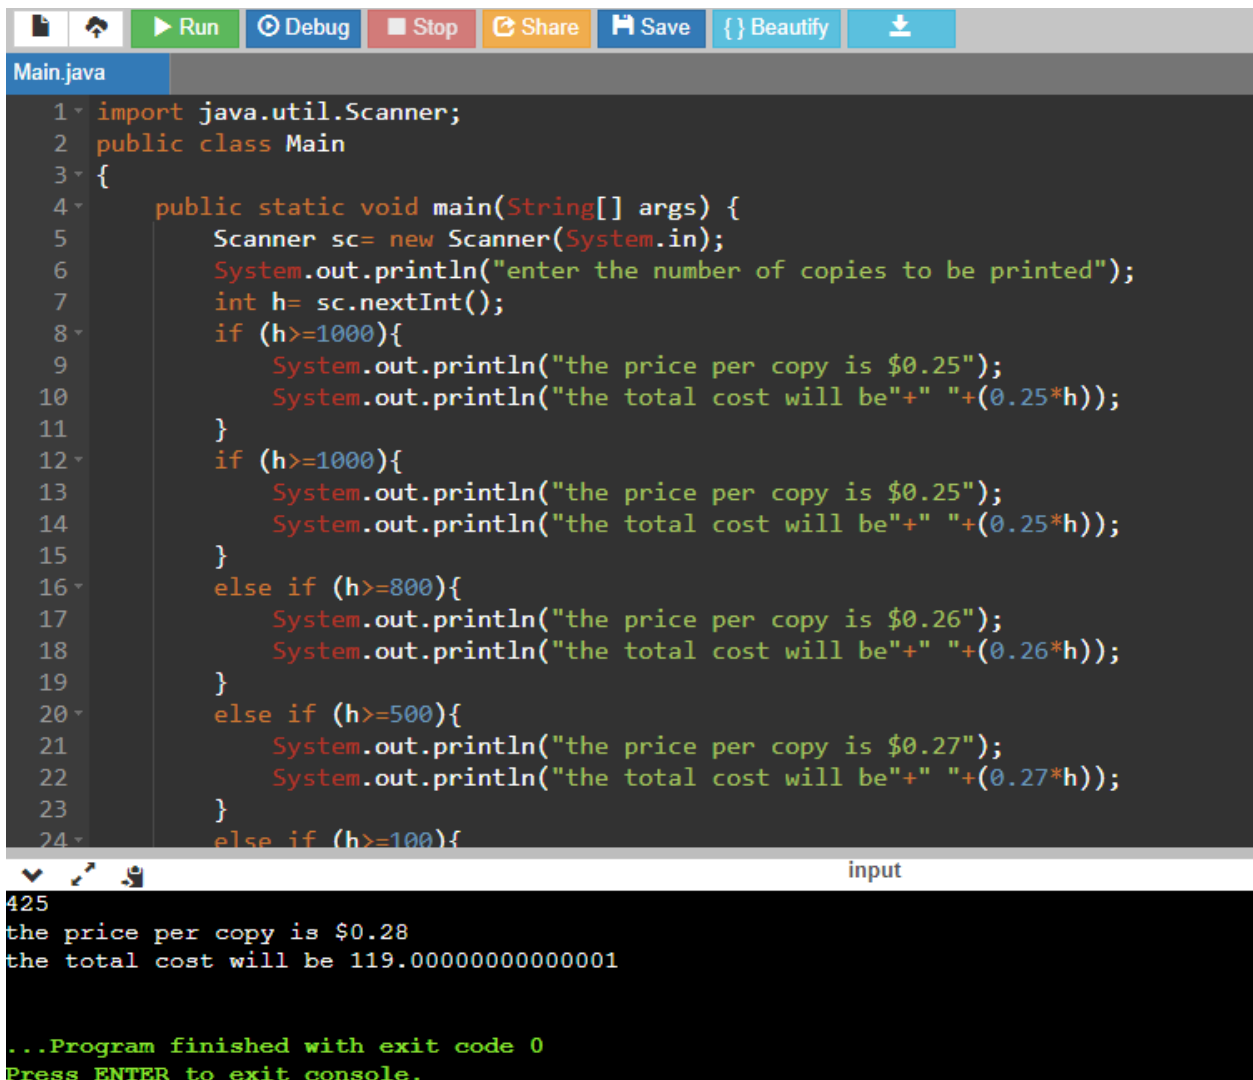 Run Debug Stop Share Save { } Beautify
Main.java
1 import java.util.Scanner;
2 public class Main
3 {
4 public static void main(String[] args) {
5 Scanner sc= new Scanner(System.in);
6 System.out.println("enter the number of copies to be printed");
7 int h= sc.nextInt();
8 if (h>=1000){
9 System.out.println("the price per copy is $0.25");
10 System.out.println("the total cost will be"+" "+(0.25*h));
11 }
12 if (h>=1000){
13 System.out.println("the price per copy is $0.25");
14 System.out.println("the total cost will be"+" "+(0.25*h));
15 }
16 else if (h>=800){
17 System.out.println("the price per copy is $0.26");
18 System.out.println("the total cost will be"+" "+(0.26*h));
19 }
20 else if (h>=500){
21 System.out.println("the price per copy is $0.27");
22 System.out.println("the total cost will be"+" "+(0.27*h));
23 }
24 else if (h>=100){
input
425
the price per copy is $0.28
the total cost will be 119.00000000000001
...Program finished with exit code 0
Press ENTER to exit console.